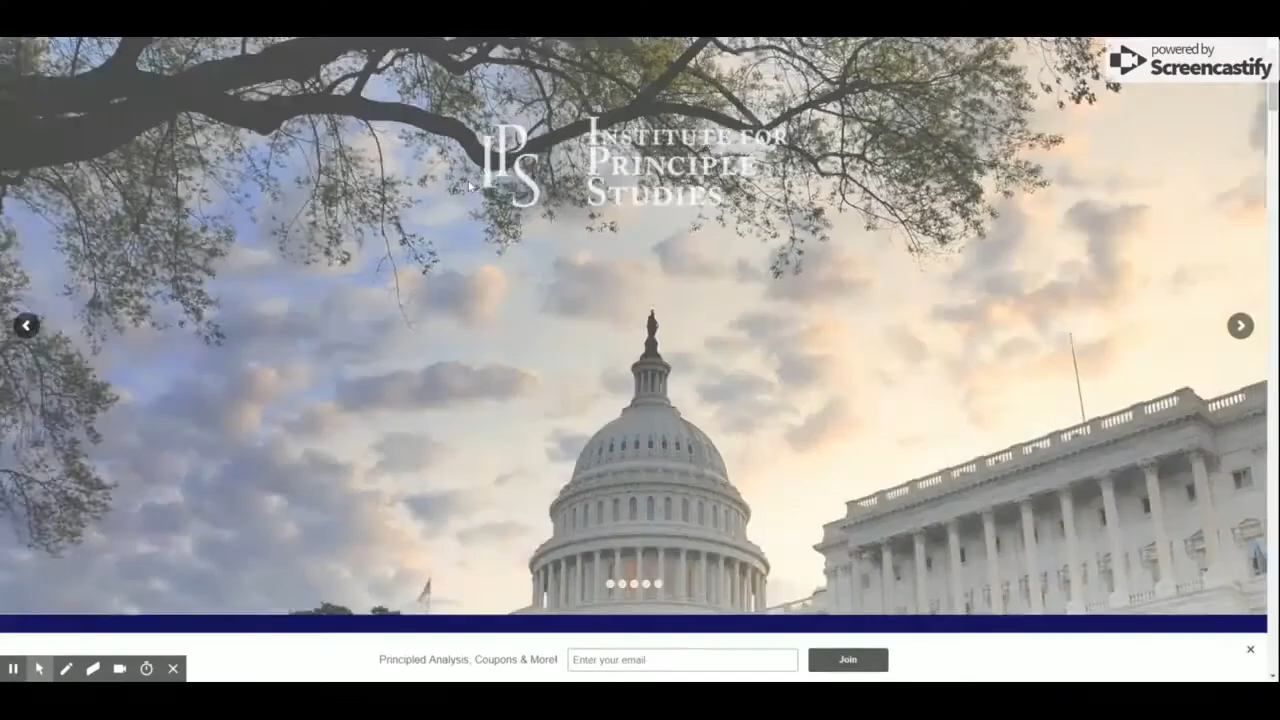 powered by
Screencastify
IPS
INSTITUTE FOR
PRINCIPLE
STUDIES
Principled Analysis, Coupons & More!
Enter your email
Join